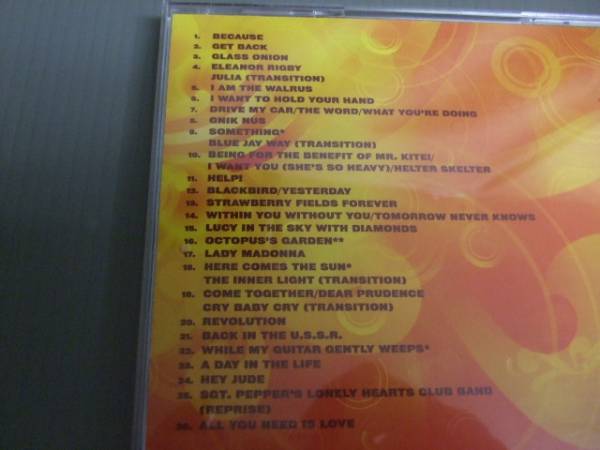 1. BECAUSE
2. GET BACK
3. GLASS ONION
4. ELEANOR RIGBY
JULIA (TRANSITION)
5. I AM THE WALRUS
6. I WANT TO HOLD YOUR HAND
7. DRIVE MY CAR/THE WORD/WHAT YOU'RE DOING
8. GNIK NUS
9. SOMETHING*
BLUE JAY WAY (TRANSITION)
10. BEING FOR THE BENEFIT OF MR. KITE!/
I WANT YOU (SHE'S SO HEAVY)/HELTER SKELTER
11. HELP!
12. BLACKBIRD/YESTERDAY
13. STRAWBERRY FIELDS FOREVER
14. WITHIN YOU WITHOUT YOU/TOMORROW NEVER KNOWS
15. LUCY IN THE SKY WITH DIAMONDS
16. OCTOPUS'S GARDEN**
17. LADY MADONNA
18. HERE COMES THE SUN*
THE INNER LIGHT (TRANSITION)
19. COME TOGETHER/DEAR PRUDENCE
CRY BABY CRY (TRANSITION)
20. REVOLUTION
21. BACK IN THE U.S.S.R.
22. WHILE MY GUITAR GENTLY WEEPS*
23. A DAY IN THE LIFE
24. HEY JUDE
25. SGT. PEPPER'S LONELY HEARTS CLUB BAND
(REPRISE)
26. ALL YOU NEED IS LOVE